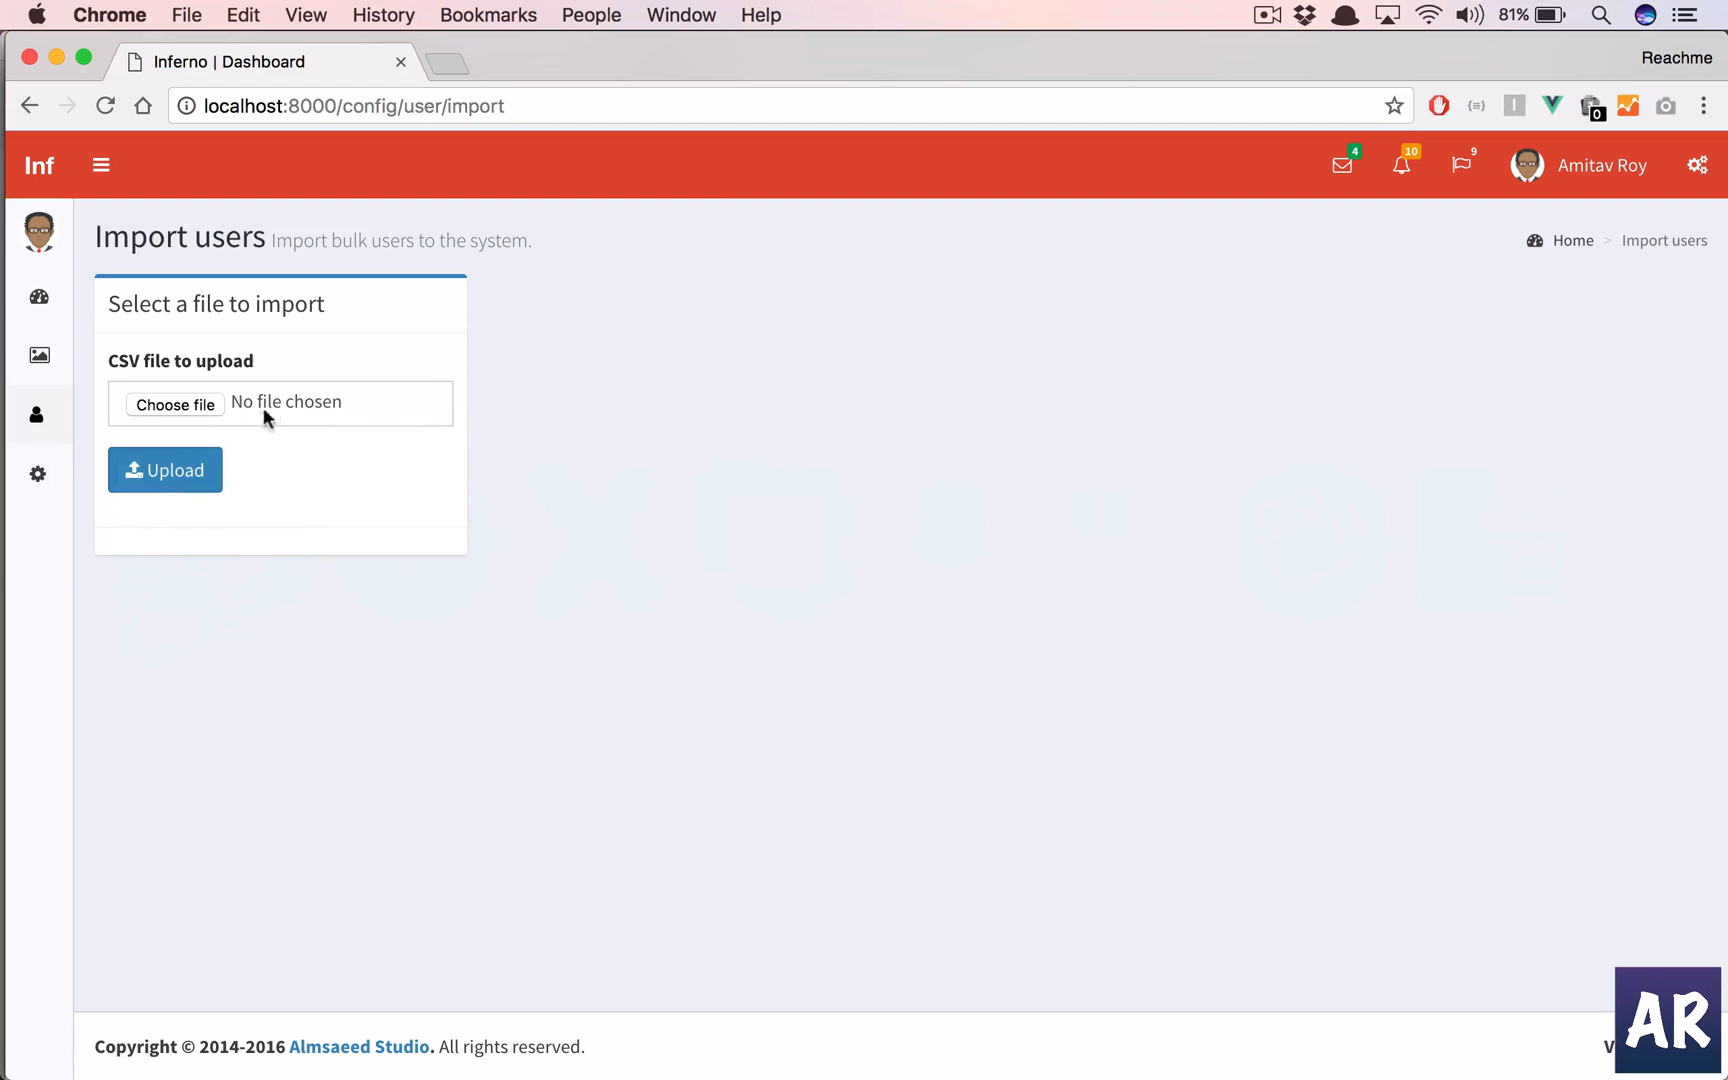 Chrome File Edit View History Bookmarks People Window Help 81%
Inferno | Dashboard Reachme
localhost:8000/config/user/import 0
Inf 4 10 9 Amitav Roy
Import users Import bulk users to the system. Home > Import users
Select a file to import
CSV file to upload
Choose file No file chosen
Upload
Copyright © 2014-2016 Almsaeed Studio. All rights reserved. V
AR